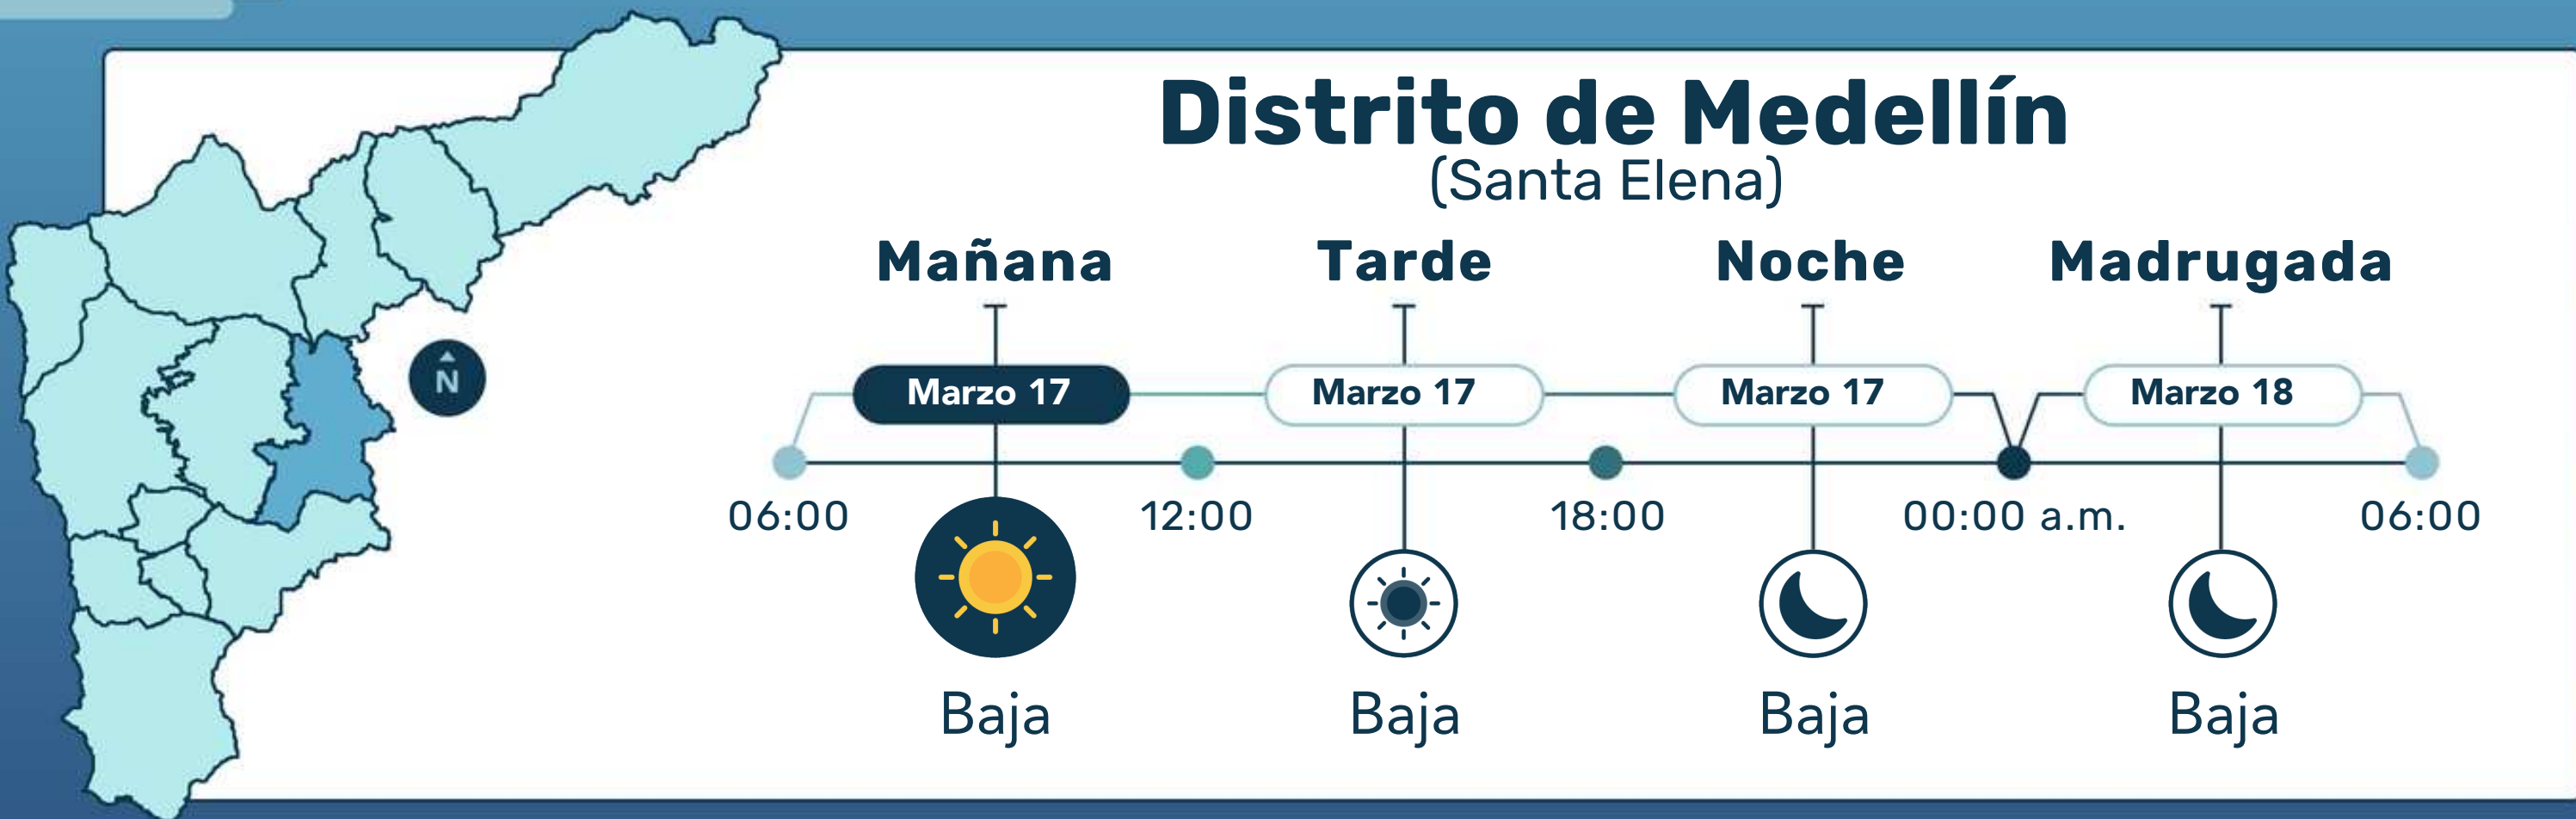 Distrito de Medellín
(Santa Elena)
Mañana Tarde Noche Madrugada
N
Marzo 17 Marzo 17 Marzo 17 Marzo 18
06:00 12:00 18:00 00:00 a.m. 06:00
Baja Baja Baja Baja